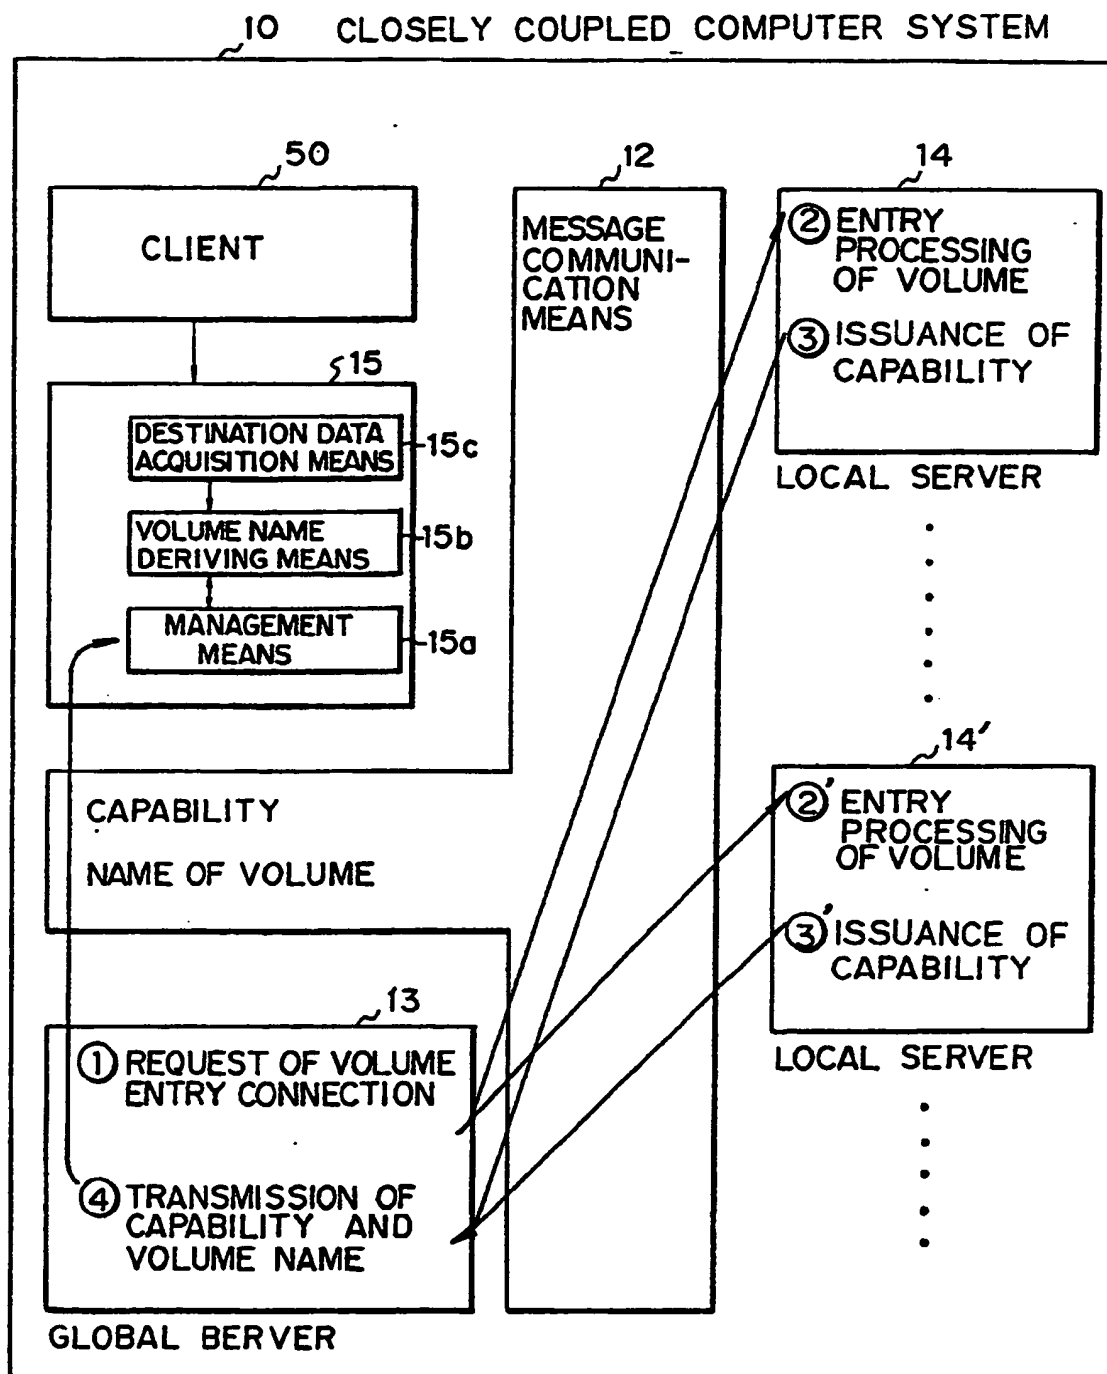 10 CLOSELY COUPLED COMPUTER SYSTEM
50
CLIENT
15
DESTINATION DATA
ACQUISITION MEANS
15c
VOLUME NAME
DERIVING MEANS
15b
MANAGEMENT
MEANS
15a
12
MESSAGE
COMMUNI-
CATION
MEANS
CAPABILITY
NAME OF VOLUME
14
② ENTRY
PROCESSING
OF VOLUME
③ ISSUANCE OF
CAPABILITY
LOCAL SERVER
14'
②' ENTRY
PROCESSING
OF VOLUME
③' ISSUANCE OF
CAPABILITY
LOCAL SERVER
13
① REQUEST OF VOLUME
ENTRY CONNECTION
④ TRANSMISSION OF
CAPABILITY AND
VOLUME NAME
GLOBAL BERVER